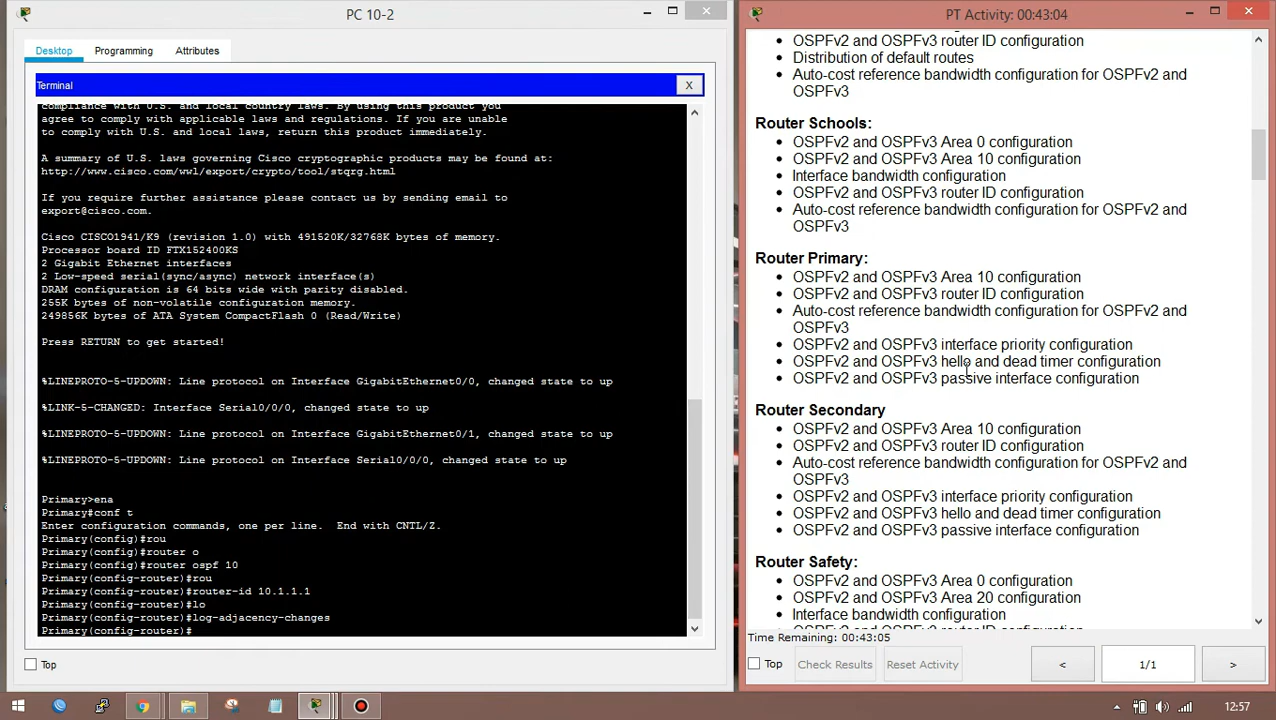 PC 10-2
Desktop
Programming
Attributes
Terminal
X
compliance with U.S. and local country laws. By using this product you
agree to comply with applicable laws and regulations. If you are unable
to comply with U.S. and local laws, return this product immediately.
A summary of U.S. laws governing Cisco cryptographic products may be found at:
http://www.cisco.com/wwl/export/crypto/tool/stqrg.html
If you require further assistance please contact us by sending email to
export@cisco.com.
Cisco CISCO1941/K9 (revision 1.0) with 491520K/32768K bytes of memory.
Processor board ID FTX152400KS
2 Gigabit Ethernet interfaces
2 Low-speed serial(sync/async) network interface(s)
DRAM configuration is 64 bits wide with parity disabled.
255K bytes of non-volatile configuration memory.
249856K bytes of ATA System CompactFlash 0 (Read/Write)
Press RETURN to get started!
%LINEPROTO-5-UPDOWN: Line protocol on Interface GigabitEthernet0/0, changed state to up
%LINK-5-CHANGED: Interface Serial0/0/0, changed state to up
%LINEPROTO-5-UPDOWN: Line protocol on Interface GigabitEthernet0/1, changed state to up
%LINEPROTO-5-UPDOWN: Line protocol on Interface Serial0/0/0, changed state to up
Primary>ena
Primary#conf t
Enter configuration commands, one per line.  End with CNTL/Z.
Primary(config)#rou
Primary(config)#router o
Primary(config)#router ospf 10
Primary(config-router)#rou
Primary(config-router)#router-id 10.1.1.1
Primary(config-router)#lo
Primary(config-router)#log-adjacency-changes
Primary(config-router)#
Top
PT Activity: 00:43:04
OSPFv2 and OSPFv3 router ID configuration
Distribution of default routes
Auto-cost reference bandwidth configuration for OSPFv2 and
OSPFv3
Router Schools:
OSPFv2 and OSPFv3 Area 0 configuration
OSPFv2 and OSPFv3 Area 10 configuration
Interface bandwidth configuration
OSPFv2 and OSPFv3 router ID configuration
Auto-cost reference bandwidth configuration for OSPFv2 and
OSPFv3
Router Primary:
OSPFv2 and OSPFv3 Area 10 configuration
OSPFv2 and OSPFv3 router ID configuration
Auto-cost reference bandwidth configuration for OSPFv2 and
OSPFv3
OSPFv2 and OSPFv3 interface priority configuration
OSPFv2 and OSPFv3 hello and dead timer configuration
OSPFv2 and OSPFv3 passive interface configuration
Router Secondary
OSPFv2 and OSPFv3 Area 10 configuration
OSPFv2 and OSPFv3 router ID configuration
Auto-cost reference bandwidth configuration for OSPFv2 and
OSPFv3
OSPFv2 and OSPFv3 interface priority configuration
OSPFv2 and OSPFv3 hello and dead timer configuration
OSPFv2 and OSPFv3 passive interface configuration
Router Safety:
OSPFv2 and OSPFv3 Area 0 configuration
OSPFv2 and OSPFv3 Area 20 configuration
Interface bandwidth configuration
OSPFv2 and OSPFv3 router ID configuration
Time Remaining: 00:43:05
Top
Check Results
Reset Activity
<
1/1
>
12:57